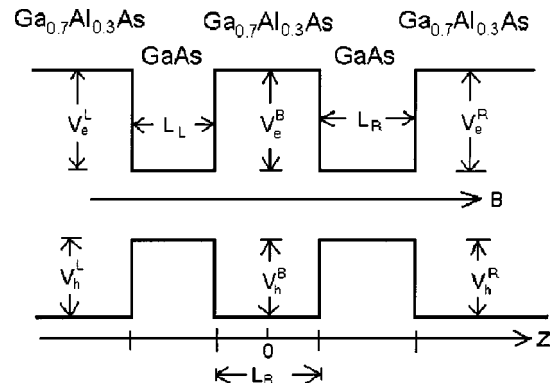 Ga0.7Al0.3As Ga0.7Al0.3As Ga0.7Al0.3As
GaAs GaAs
VeL LL VeB LR VeR
B
VhL VhB VhR
0 Z
LB